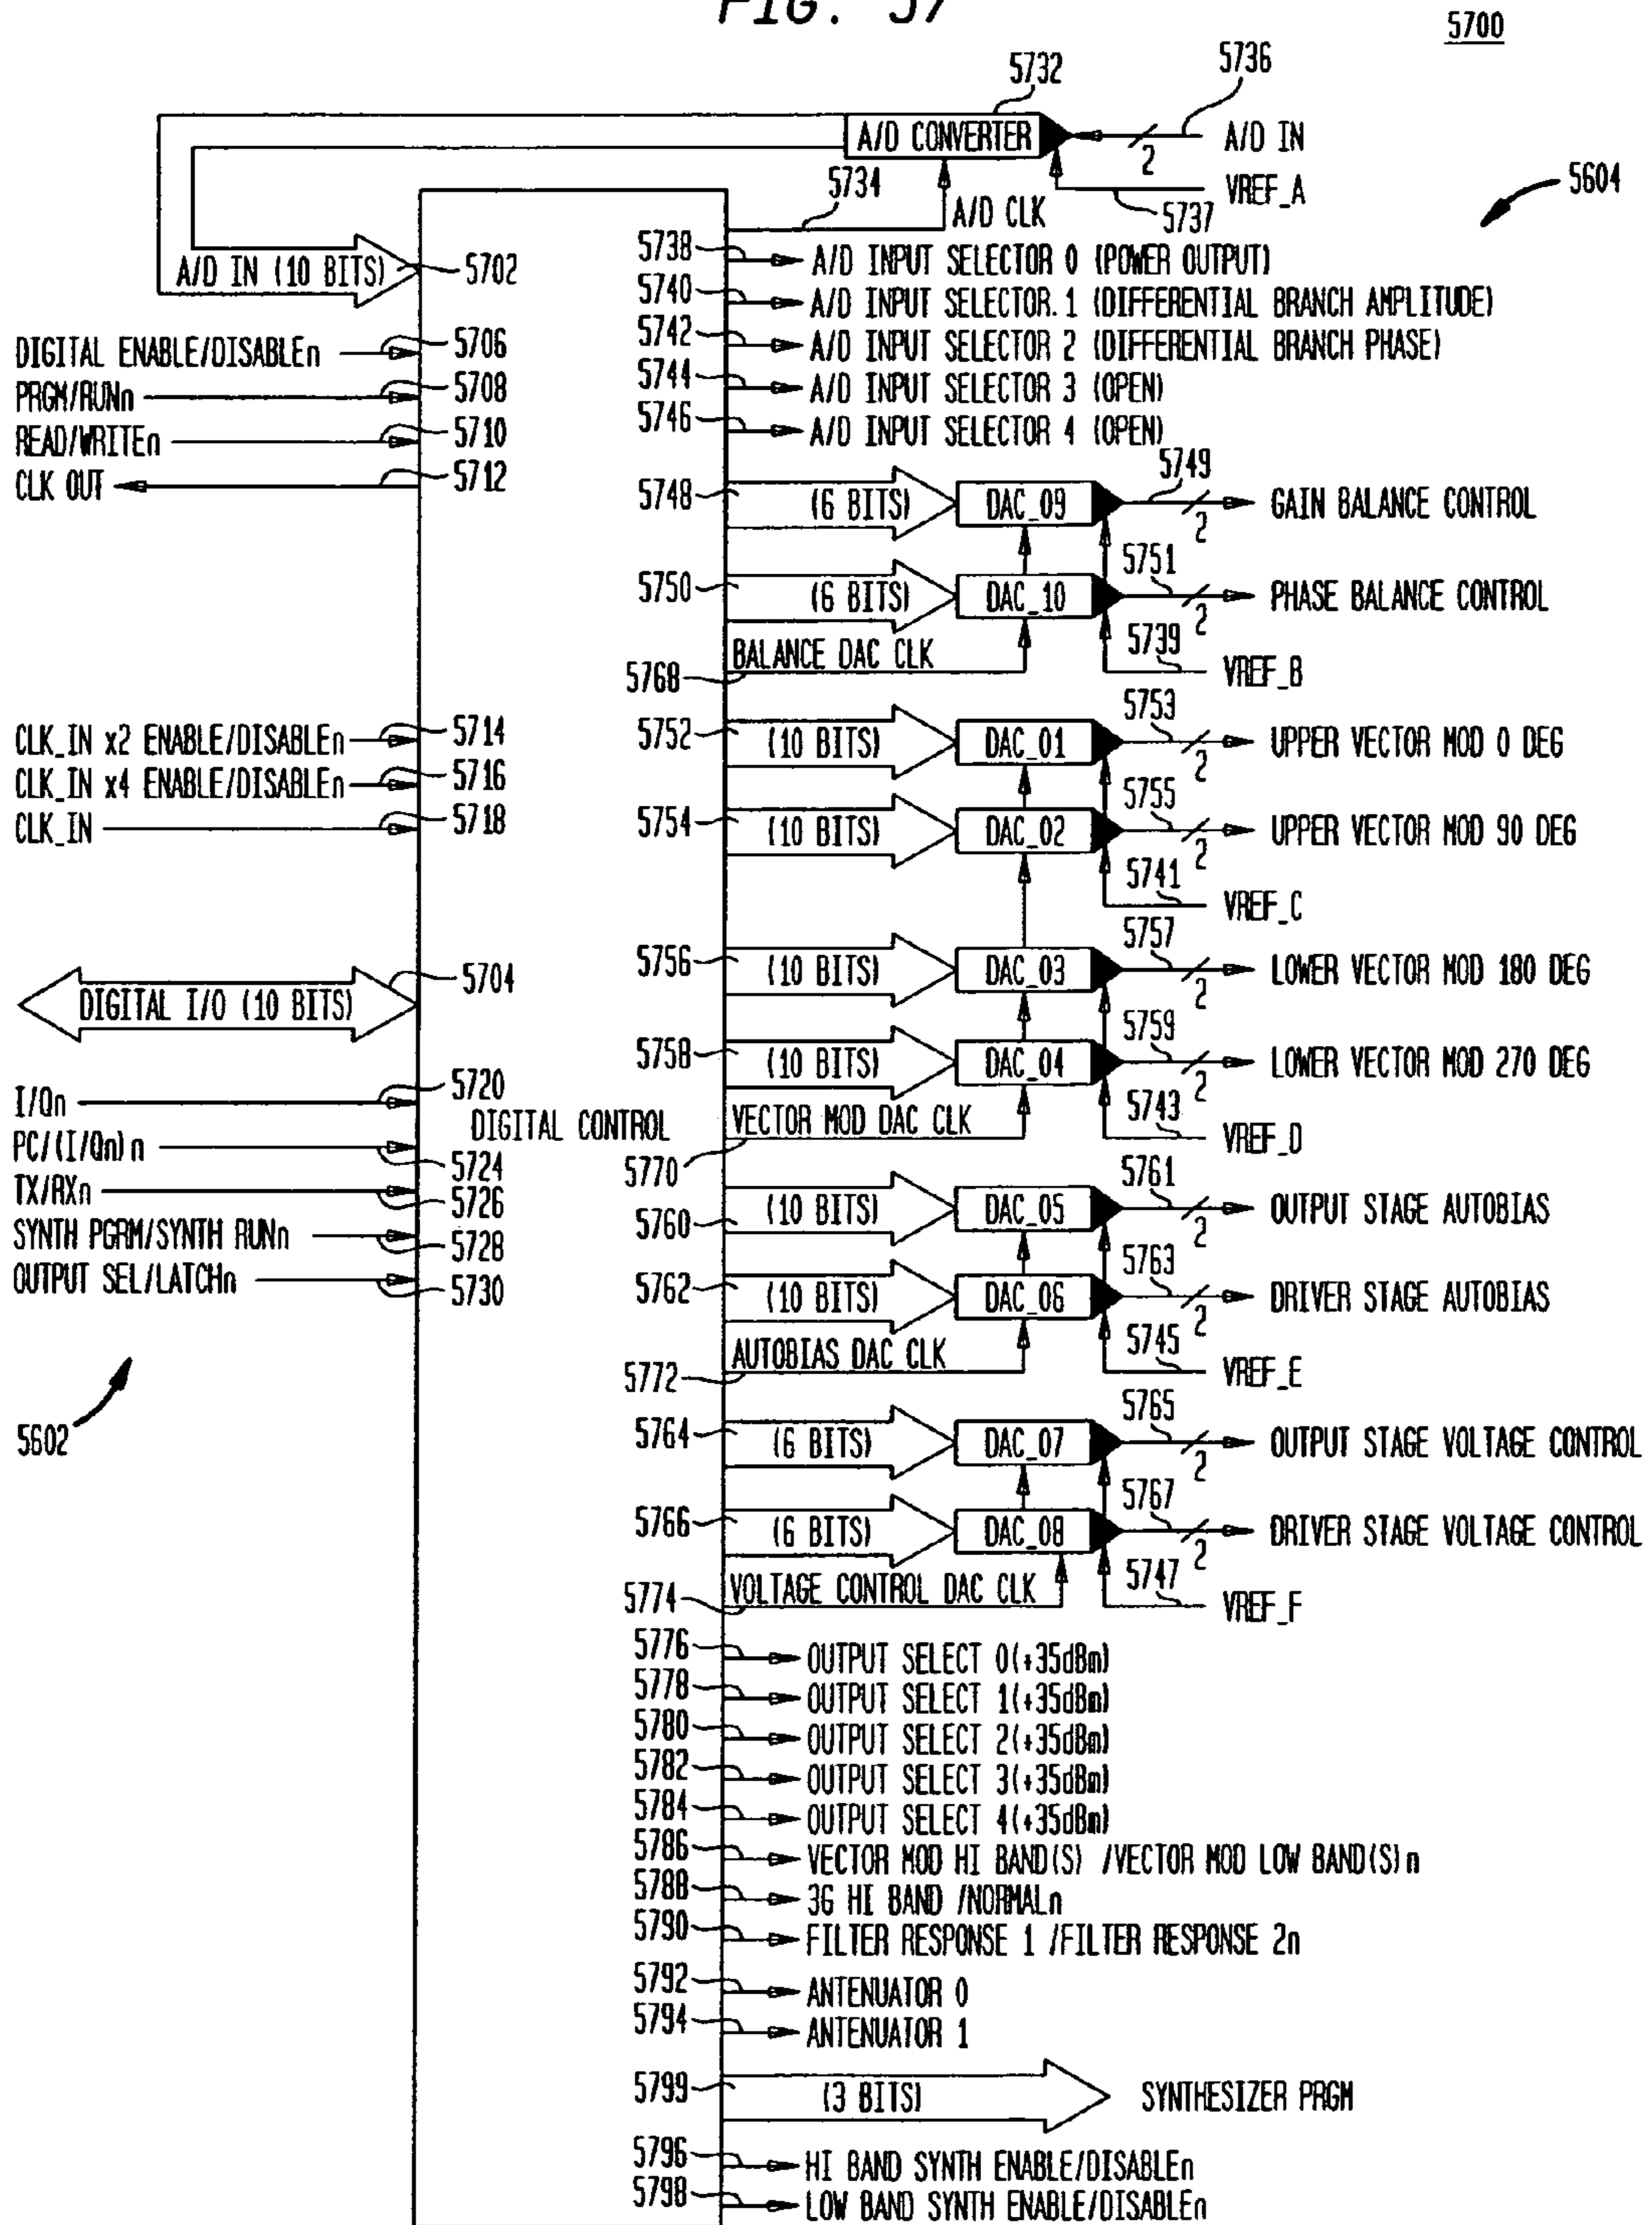 FIG. 57
5700
5732
5736
A/D CONVERTER
2
A/D IN
5734
VREF_A
5604
A/D CLK
5737
A/D IN (10 BITS)
5702
5738
A/D INPUT SELECTOR 0 (POWER OUTPUT)
5740
A/D INPUT SELECTOR.1 (DIFFERENTIAL BRANCH AMPLITUDE)
DIGITAL ENABLE/DISABLEn
5706
5742
A/D INPUT SELECTOR 2 (DIFFERENTIAL BRANCH PHASE)
PRGM/RUNn
5708
5744
A/D INPUT SELECTOR 3 (OPEN)
READ/WRITEn
5710
5746
A/D INPUT SELECTOR 4 (OPEN)
CLK OUT
5712
5748
(6 BITS)
DAC_09
5749
2
GAIN BALANCE CONTROL
5750
(6 BITS)
DAC_10
5751
2
PHASE BALANCE CONTROL
5768
BALANCE DAC CLK
5739
VREF_B
CLK_IN x2 ENABLE/DISABLEn
5714
5752
(10 BITS)
DAC_01
5753
2
UPPER VECTOR MOD 0 DEG
CLK_IN x4 ENABLE/DISABLEn
5716
CLK_IN
5718
5754
(10 BITS)
DAC_02
5755
2
UPPER VECTOR MOD 90 DEG
5741
VREF_C
DIGITAL I/O (10 BITS)
5704
5756
(10 BITS)
DAC_03
5757
2
LOWER VECTOR MOD 180 DEG
5758
(10 BITS)
DAC_04
5759
2
LOWER VECTOR MOD 270 DEG
I/Qn
5720
DIGITAL CONTROL
VECTOR MOD DAC CLK
5770
5743
VREF_D
PC/(I/Qn)n
5724
TX/RXn
5726
5760
(10 BITS)
DAC_05
5761
2
OUTPUT STAGE AUTOBIAS
SYNTH PGRM/SYNTH RUNn
5728
OUTPUT SEL/LATCHn
5730
5762
(10 BITS)
DAC_06
5763
2
DRIVER STAGE AUTOBIAS
5772
AUTOBIAS DAC CLK
5745
VREF_E
5602
5764
(6 BITS)
DAC_07
5765
2
OUTPUT STAGE VOLTAGE CONTROL
5766
(6 BITS)
DAC_08
5767
2
DRIVER STAGE VOLTAGE CONTROL
5774
VOLTAGE CONTROL DAC CLK
5747
VREF_F
5776
OUTPUT SELECT 0(+35dBm)
5778
OUTPUT SELECT 1(+35dBm)
5780
OUTPUT SELECT 2(+35dBm)
5782
OUTPUT SELECT 3(+35dBm)
5784
OUTPUT SELECT 4(+35dBm)
5786
VECTOR MOD HI BAND(S) /VECTOR MOD LOW BAND(S)n
5788
3G HI BAND /NORMALn
5790
FILTER RESPONSE 1 /FILTER RESPONSE 2n
5792
ANTENUATOR 0
5794
ANTENUATOR 1
5799
(3 BITS)
SYNTHESIZER PRGM
5796
HI BAND SYNTH ENABLE/DISABLEn
5798
LOW BAND SYNTH ENABLE/DISABLEn